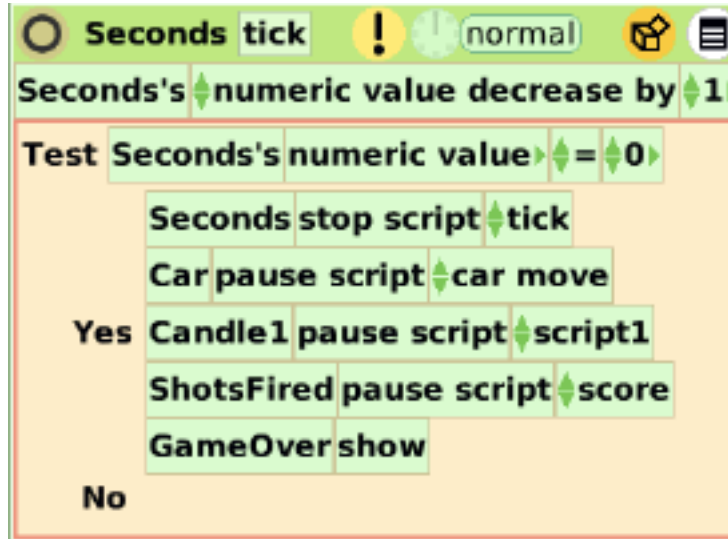 Seconds tick ! normal
Seconds's numeric value decrease by 1
Test Seconds's numeric value = 0
Seconds stop script tick
Car pause script car move
Yes Candle1 pause script script1
ShotsFired pause script score
GameOver show
No